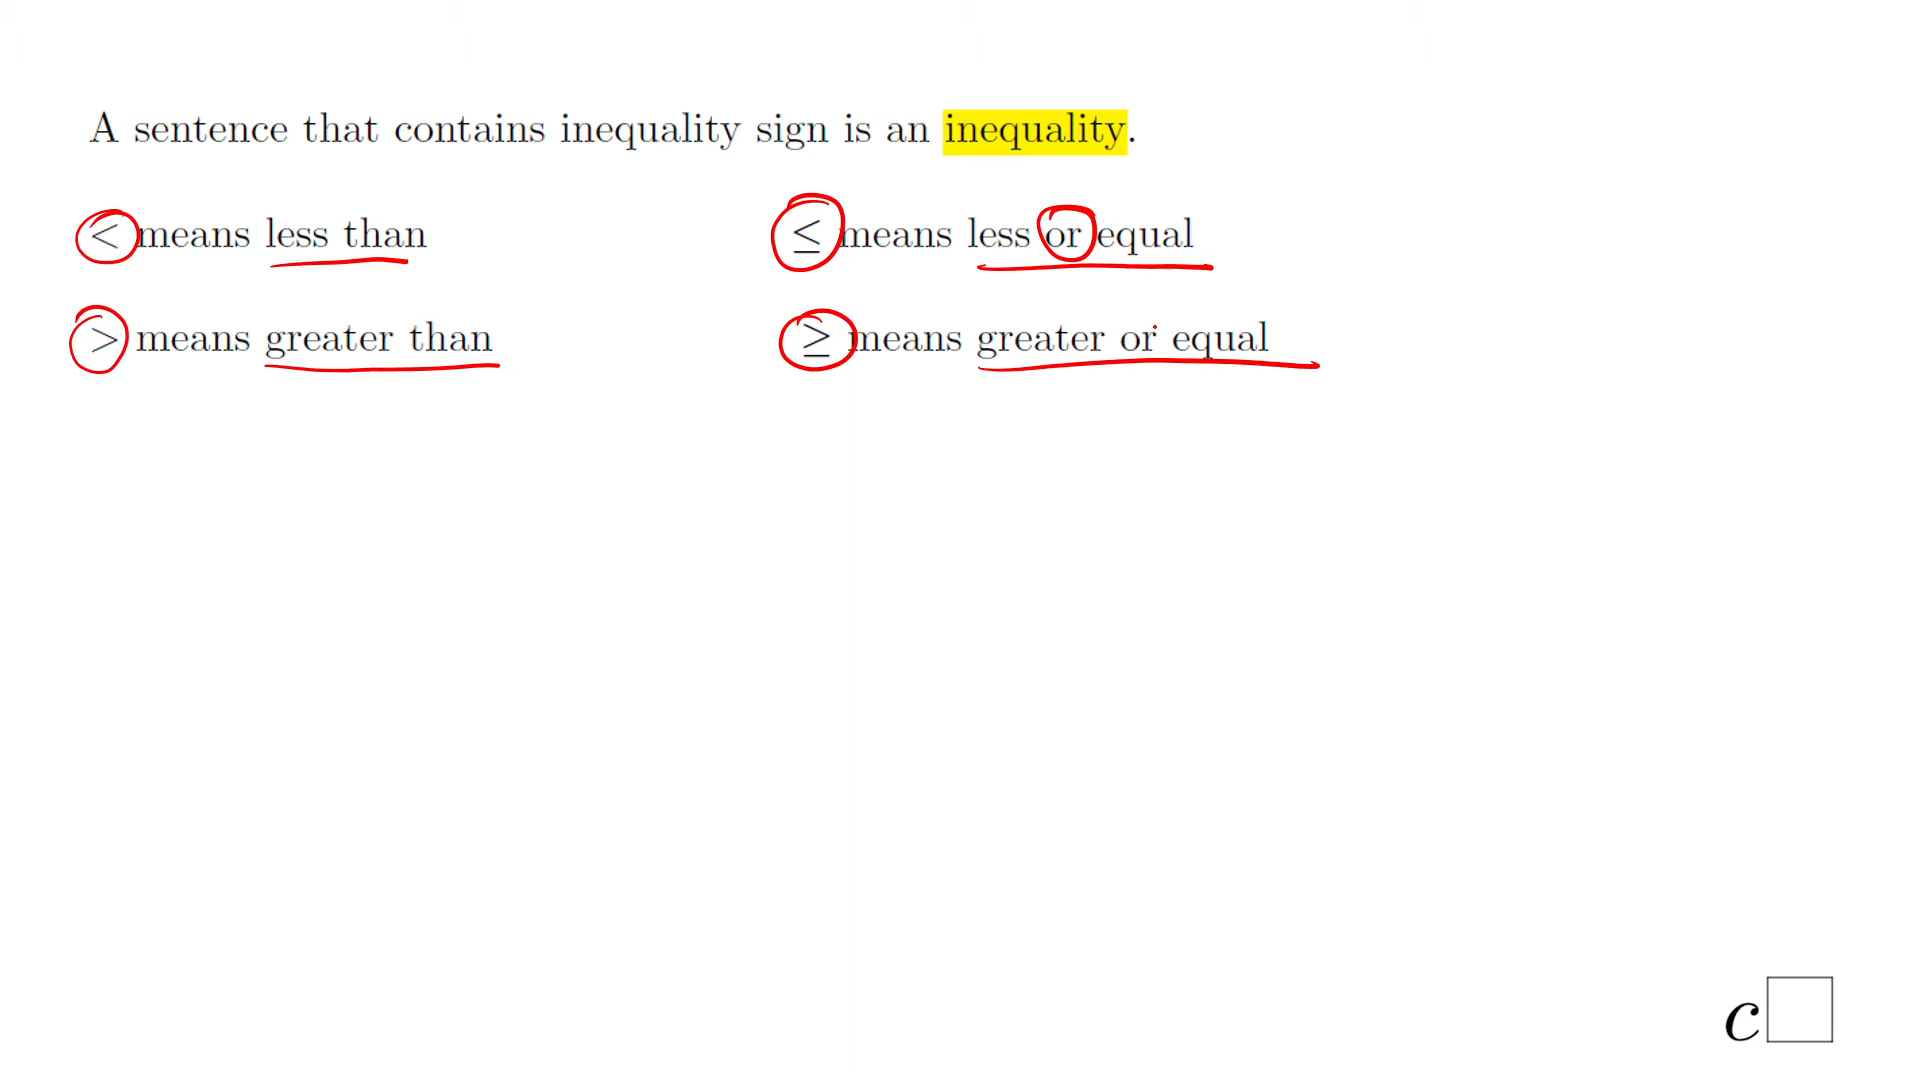 A sentence that contains inequality sign is an inequality.
< means less than
≤ means less or equal
> means greater than
≥ means greater or equal
c